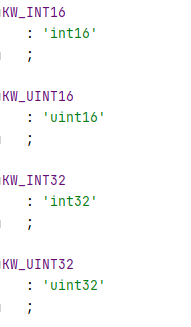 KW_INT16
: 'int16'
;
KW_UINT16
: 'uint16'
;
KW_INT32
: 'int32'
;
KW_UINT32
: 'uint32'
;